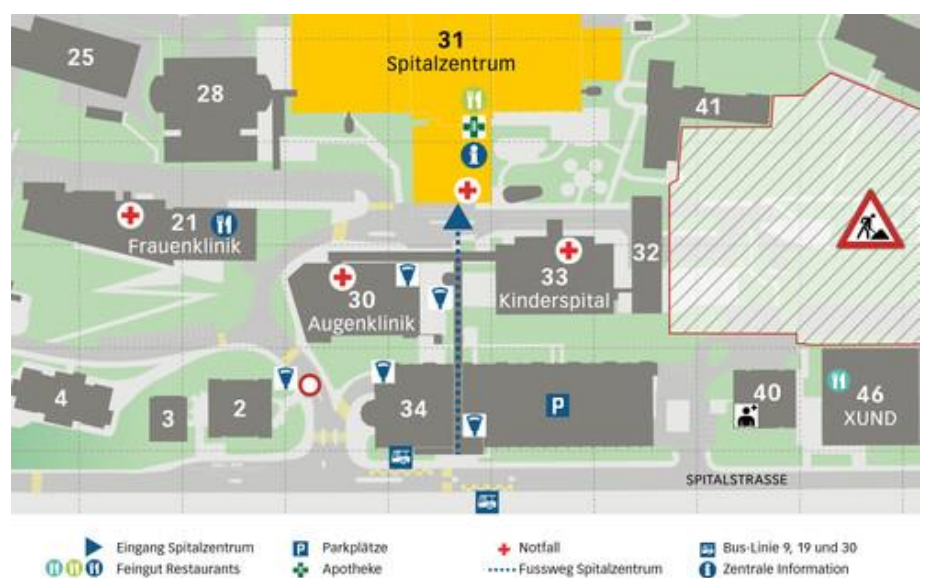 31
Spitalzentrum
25
28
41
21
Frauenklinik
32
33
Kinderspital
30
Augenklinik
4
3
2
34
P
40
46
XUND
SPITALSTRASSE
Eingang Spitalzentrum
P Parkplätze
Notfall
Bus-Linie 9, 19 und 30
Feingut Restaurants
Apotheke
Fussweg Spitalzentrum
i Zentrale Information